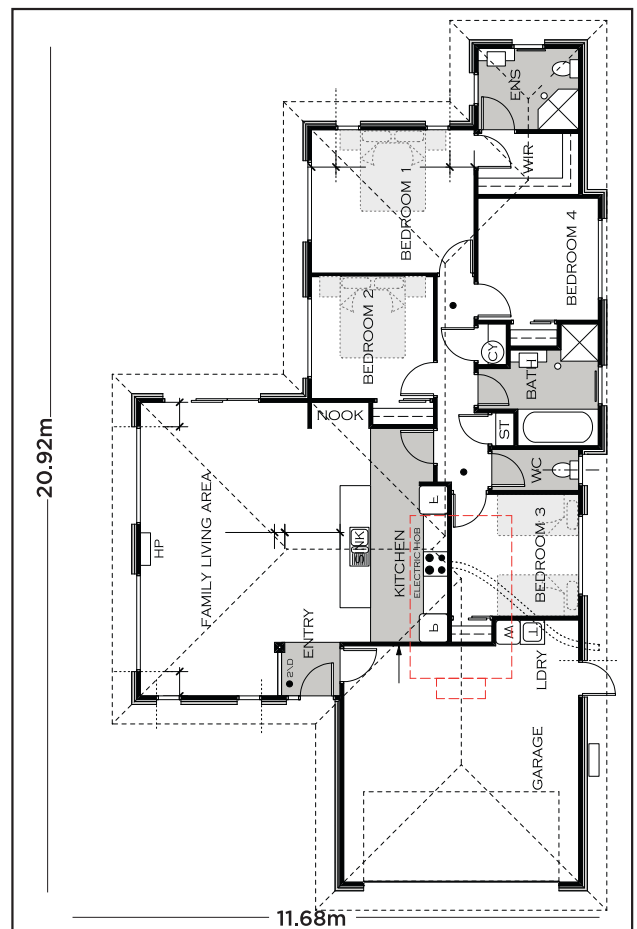 ENS
WIR
BEDROOM 1
BEDROOM 4
BEDROOM 2
CY
BATH
NOOK
ST
WC
20.92m
FAMILY LIVING AREA
HP
SINK
KITCHEN
ELECTRIC HOB
F
BEDROOM 3
ENTRY
P
W
T
LDRY
S\D
GARAGE
11.68m